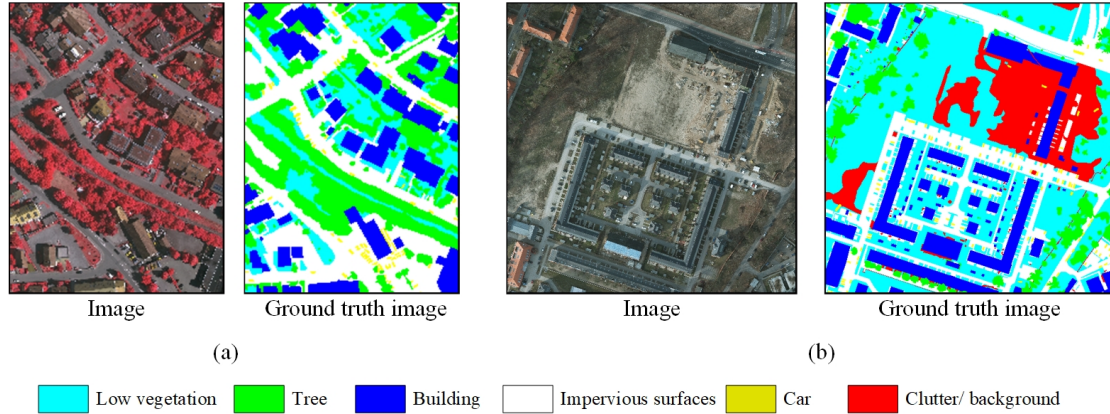 Image
Ground truth image
Image
Ground truth image
(a)
(b)
Low vegetation
Tree
Building
Impervious surfaces
Car
Clutter/ background